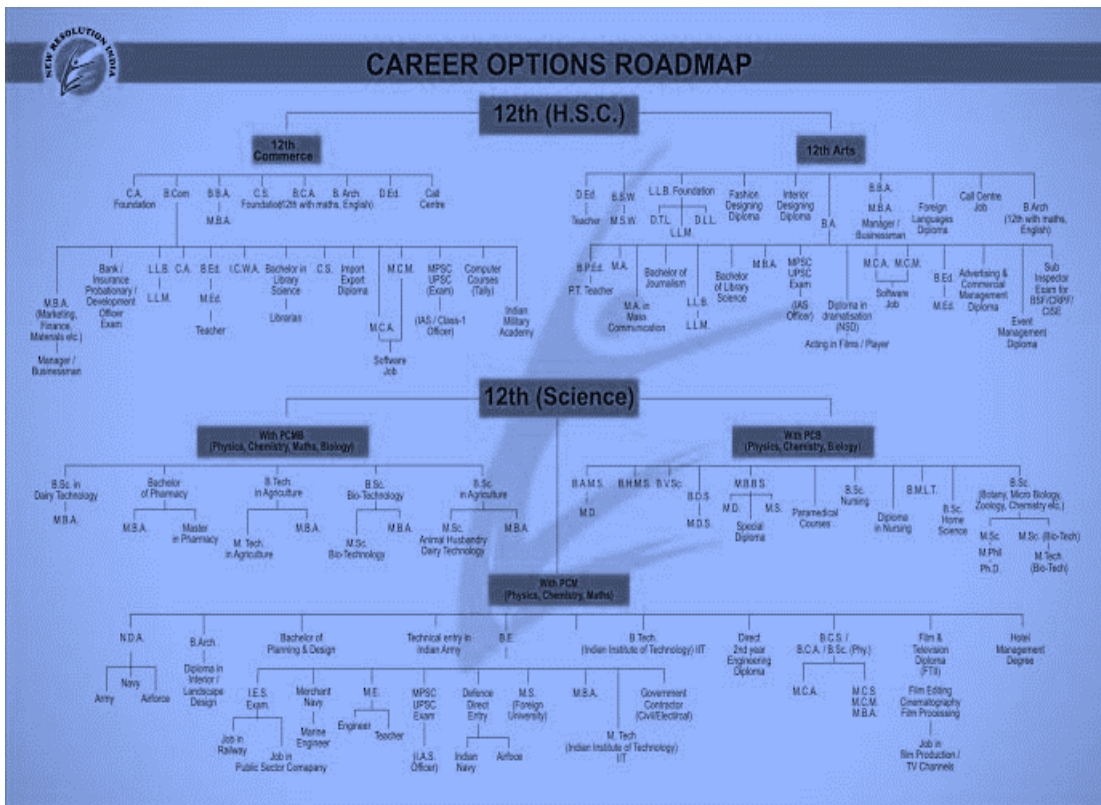 NEW RESOLUTION INDIA
CAREER OPTIONS ROADMAP
12th (H.S.C.)
12th
Commerce
12th Arts
C.A.
Foundation
B.Com
B.B.A.
M.B.A.
C.S.
Foundation
B.C.A.
B. Arch
(12th with maths, English)
D.Ed.
Call
Centre
M.B.A.
(Marketing,
Finance,
Materials etc.)
Manager /
Businessman
Bank /
Insurance
Probationary /
Development
Officer
Exam
L.L.B.
L.L.M.
C.A.
B.Ed.
M.Ed.
Teacher
I.C.W.A.
Bachelor in
Library
Science
Librarian
C.S.
Import
Export
Diploma
M.C.M.
M.C.A.
Software
Job
MPSC
UPSC
(Exam)
(IAS / Class-1
Officer)
Computer
Courses
(Tally)
Indian
Military
Academy
D.Ed
Teacher
B.S.W.
M.S.W.
L.L.B. Foundation
D.T.L.
D.L.L.
L.L.M.
Fashion
Designing
Diploma
Interior
Designing
Diploma
B.A.
B.B.A.
M.B.A.
Manager /
Businessman
Foreign
Languages
Diploma
Call Centre
Job
B.Arch
(12th with maths,
English)
B.P.Ed.
P.T. Teacher
M.A.
M.A. in
Mass
Communication
Bachelor of
Journalism
L.L.B.
L.L.M.
Bachelor
of Library
Science
M.B.A.
MPSC
UPSC
Exam
(IAS
Officer)
Diploma in
dramatisation
(NSD)
Acting in Films / Player
M.C.A.
M.C.M.
Software
Job
B.Ed.
M.Ed.
Advertising &
Commercial
Management
Diploma
Event
Management
Diploma
Sub
Inspector
Exam for
BSF/CRPF/
CISE
12th (Science)
With PCMB
(Physics, Chemistry, Maths, Biology)
With PCB
(Physics, Chemistry, Biology)
B.Sc. in
Dairy Technology
M.B.A.
Bachelor
of Pharmacy
M.B.A.
Master
in Pharmacy
B.Tech
in Agriculture
M. Tech.
in Agriculture
M.B.A.
B.Sc.
Bio-Technology
M.Sc.
Bio-Technology
M.B.A.
B.Sc
in Agriculture
M.Sc.
Animal Husbandry
Dairy Technology
M.B.A.
B.A.M.S.
M.D.
B.H.M.S.
B.V.Sc.
B.D.S.
M.D.S.
M.B.B.S.
M.D.
Special
Diploma
M.S.
Paramedical
Courses
B.Sc.
Nursing
Diploma
in Nursing
B.M.L.T.
B.Sc.
Home
Science
B.Sc.
(Botany, Micro Biology,
Zoology, Chemistry etc.)
M.Sc.
M.Phil
Ph.D.
M.Sc. (Bio-Tech)
M.Tech.
(Bio-Tech)
With PCM
(Physics, Chemistry, Maths)
N.D.A.
Army
Navy
Airforce
B.Arch.
Diploma in
Interior /
Landscape
Design
Bachelor of
Planning & Design
Technical entry in
Indian Army
B.E.
B.Tech.
(Indian Institute of Technology) IIT
Direct
2nd year
Engineering
Diploma
B.C.S. /
B.C.A. / B.Sc. (Phy.)
M.C.A.
M.C.S.
M.C.M.
M.B.A.
Film &
Television
Diploma
(FTII)
Film Editing
Cinematography
Film Processing
Job in
film Production /
TV Channels
Hotel
Management
Degree
I.E.S.
Exam.
Job in
Railway
Job in
Public Sector Comapany
Merchant
Navy
Marine
Engineer
M.E.
Engineer
Teacher
MPSC
UPSC
Exam
(I.A.S.
Officer)
Defence
Direct
Entry
Indian
Navy
Airfoce
M.S.
(Foreign
University)
M.B.A.
M. Tech
(Indian Institute of Technology)
IIT
Government
Contractor
(Civil/Electircal)